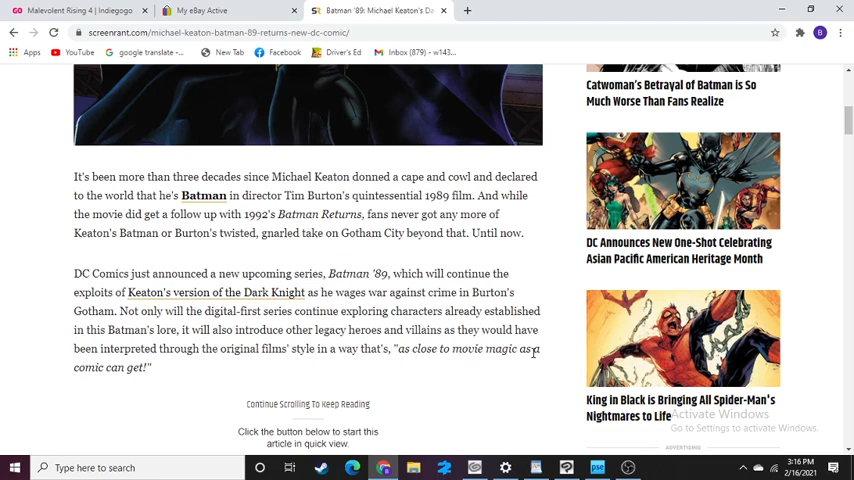 Malevolent Rising 4 | Indiegogo
My eBay Active
Batman '89: Michael Keaton's Da
screenrant.com/michael-keaton-batman-89-returns-new-dc-comic/
Apps
YouTube
google translate -...
New Tab
Facebook
Driver's Ed
Inbox (879) - w143...
It's been more than three decades since Michael Keaton donned a cape and cowl and declared
to the world that he's Batman in director Tim Burton's quintessential 1989 film. And while
the movie did get a follow up with 1992's Batman Returns, fans never got any more of
Keaton's Batman or Burton's twisted, gnarled take on Gotham City beyond that. Until now.
DC Comics just announced a new upcoming series, Batman '89, which will continue the
exploits of Keaton's version of the Dark Knight as he wages war against crime in Burton's
Gotham. Not only will the digital-first series continue exploring characters already established
in this Batman's lore, it will also introduce other legacy heroes and villains as they would have
been interpreted through the original films' style in a way that's, "as close to movie magic as a
comic can get!"
Continue Scrolling To Keep Reading
Click the button below to start this
article in quick view.
Catwoman's Betrayal of Batman is So
Much Worse Than Fans Realize
DC Announces New One-Shot Celebrating
Asian Pacific American Heritage Month
King in Black is Bringing All Spider-Man's
Nightmares to Life
Activate Windows
Go to Settings to activate Windows.
ADVERTISING
Type here to search
3:16 PM
2/16/2021